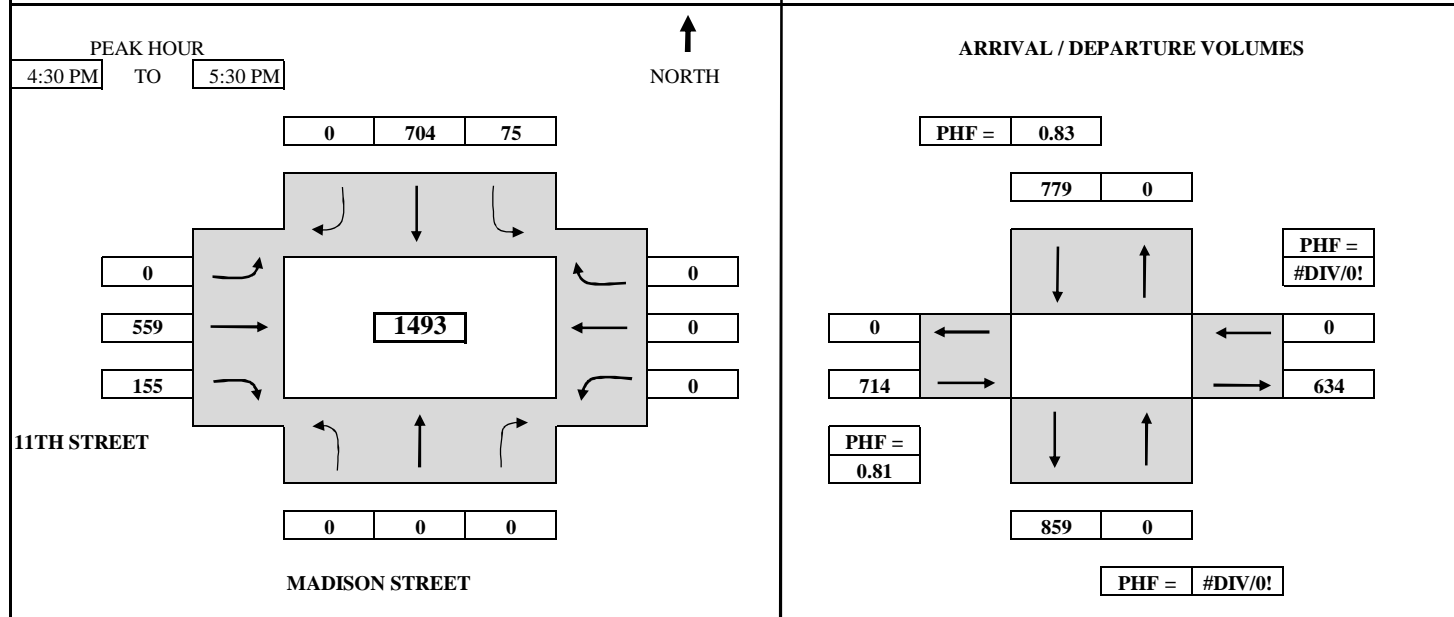 PEAK HOUR
4:30 PM TO 5:30 PM
NORTH
0 704 75
0
559
155
1493
0
0
0
11TH STREET
0 0 0
MADISON STREET
ARRIVAL / DEPARTURE VOLUMES
PHF = 0.83
779 0
PHF =
#DIV/0!
0 0
714 634
PHF =
0.81
859 0
PHF = #DIV/0!